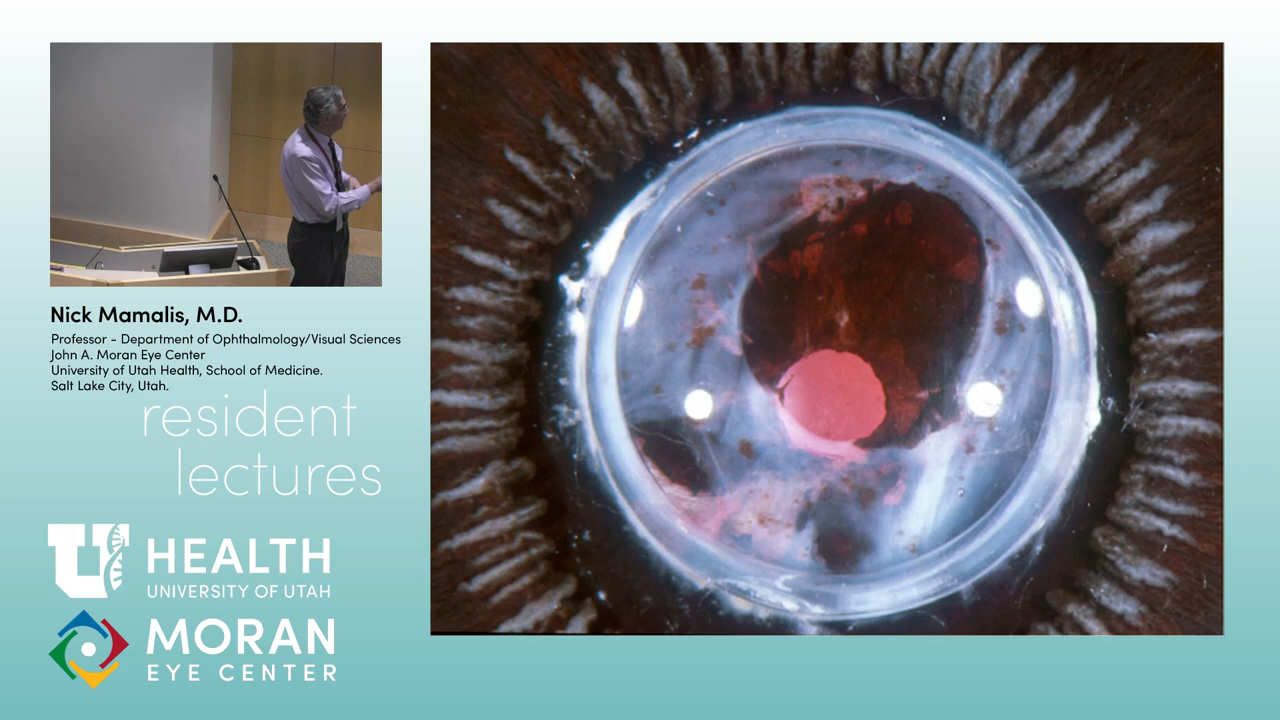 Nick Mamalis, M.D.
Professor - Department of Ophthalmology/Visual Sciences
John A. Moran Eye Center
University of Utah Health, School of Medicine.
Salt Lake City, Utah.
resident
lectures
U HEALTH
UNIVERSITY OF UTAH
MORAN
EYE CENTER